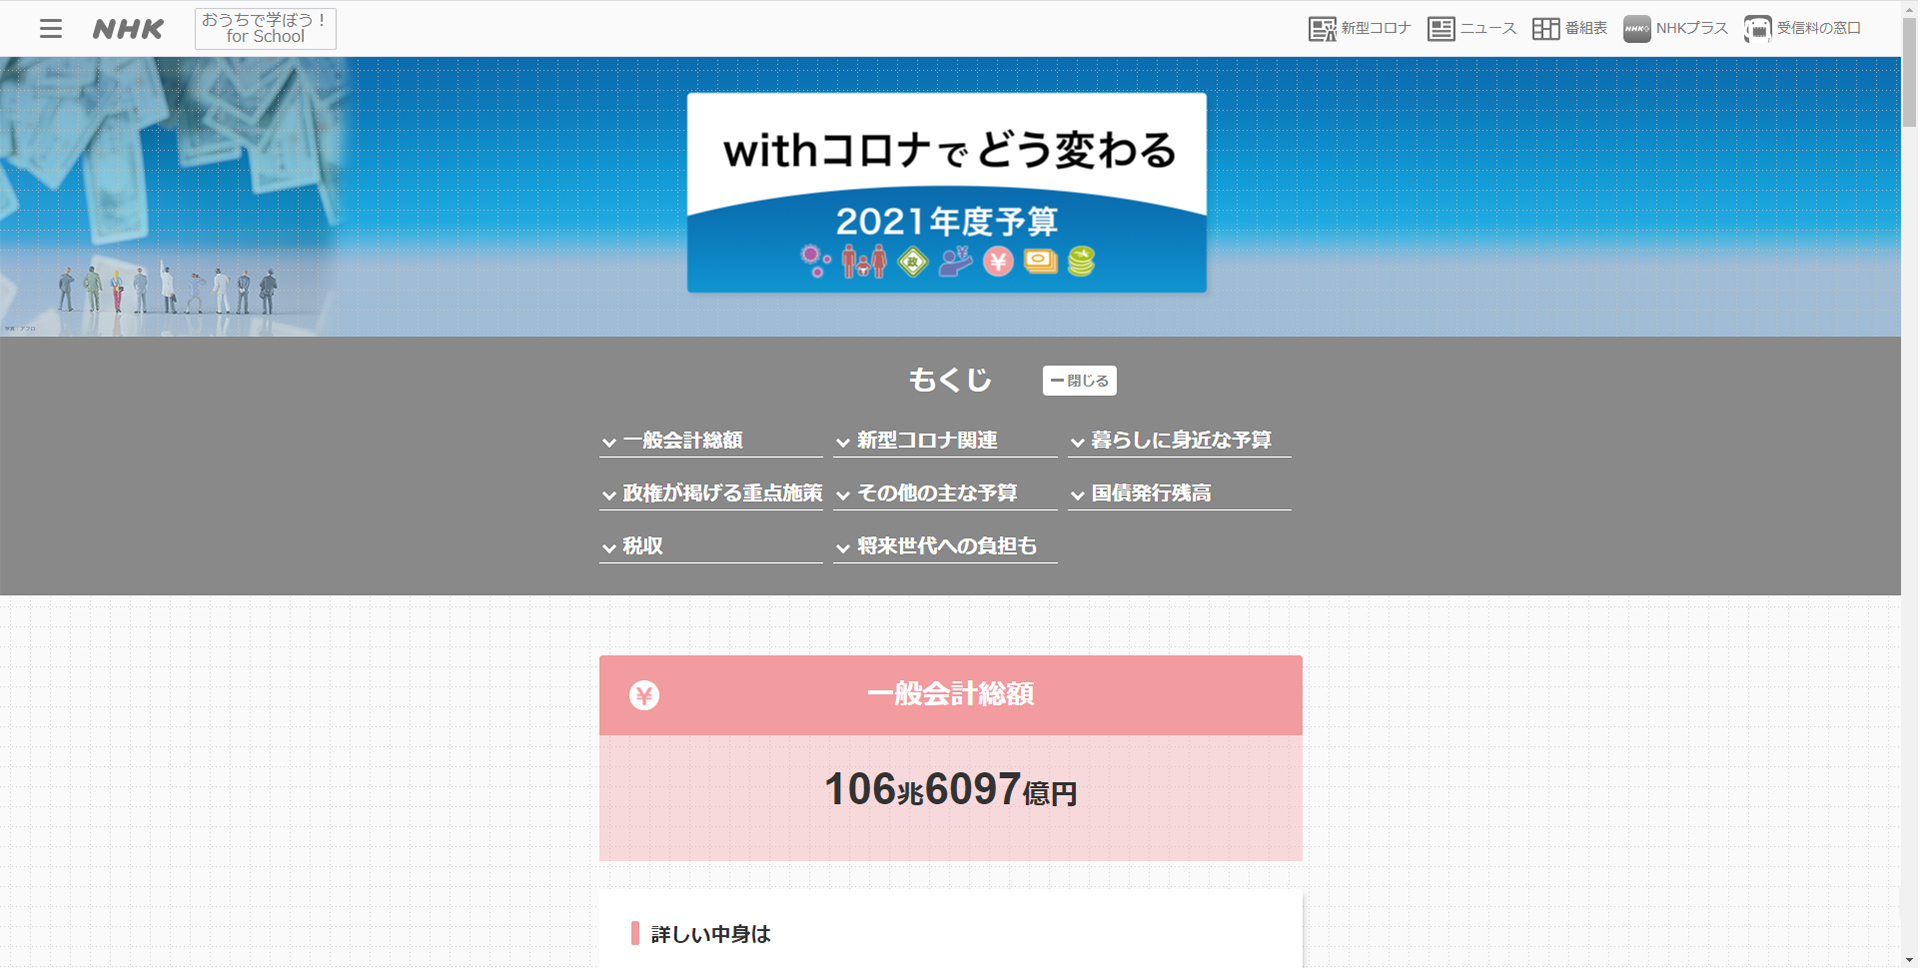 NHK
おうちで学ぼう！
for School
新型コロナ
ニュース
番組表
NHKプラス
受信料の窓口
withコロナでどう変わる
2021年度予算
政
¥
写真 アフロ
もくじ
閉じる
一般会計総額
新型コロナ関連
暮らしに身近な予算
政権が掲げる重点施策
その他の主な予算
国債発行残高
税収
将来世代への負担も
¥
一般会計総額
106兆6097億円
詳しい中身は